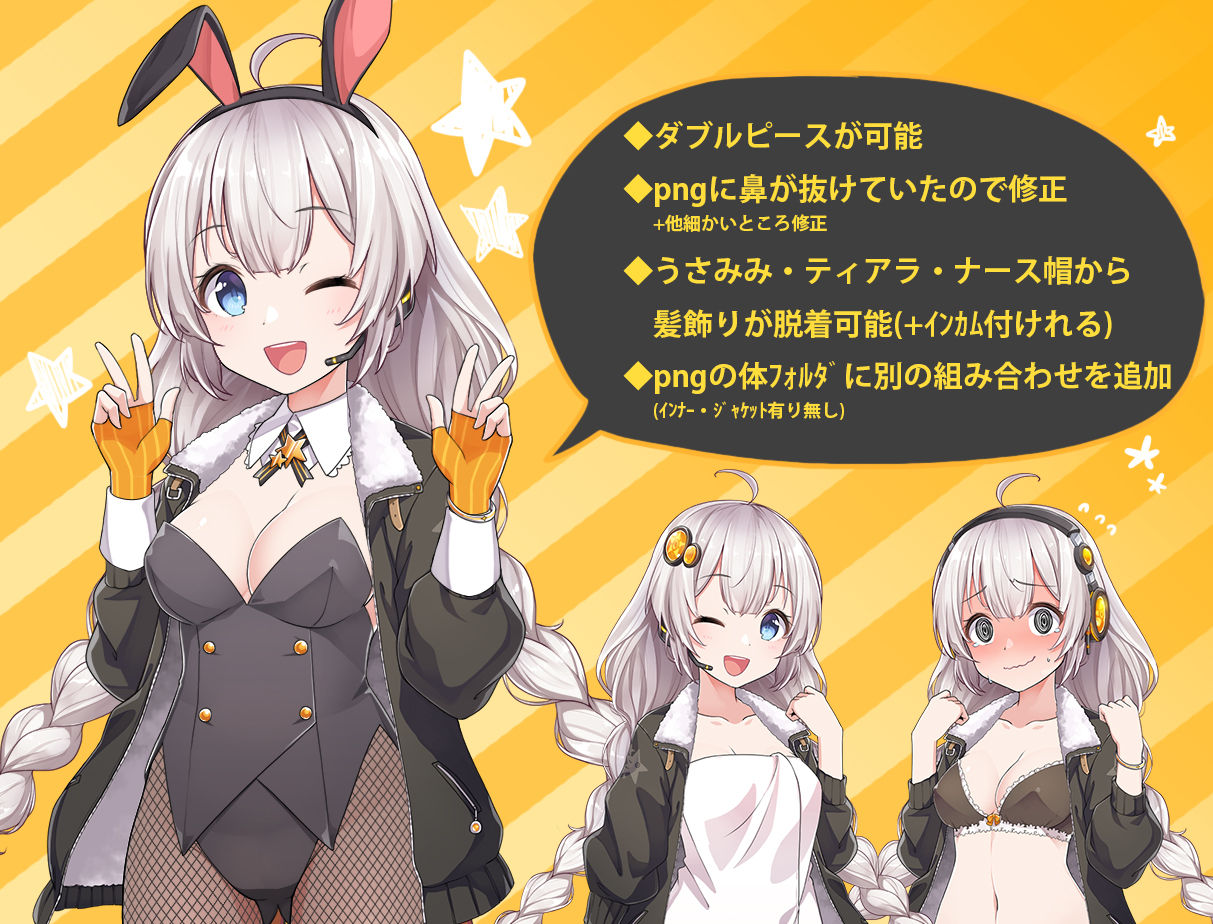 ◆ダブルピースが可能
◆pngに鼻が抜けていたので修正
+他細かいところ修正
◆うさみみ・ティアラ・ナース帽から
髪飾りが脱着可能(+ｲﾝｶﾑ付けれる)
◆pngの体ﾌｫﾙﾀﾞに別の組み合わせを追加
(ｲﾝﾅｰ・ｼﾞｬｹｯﾄ有り無し)